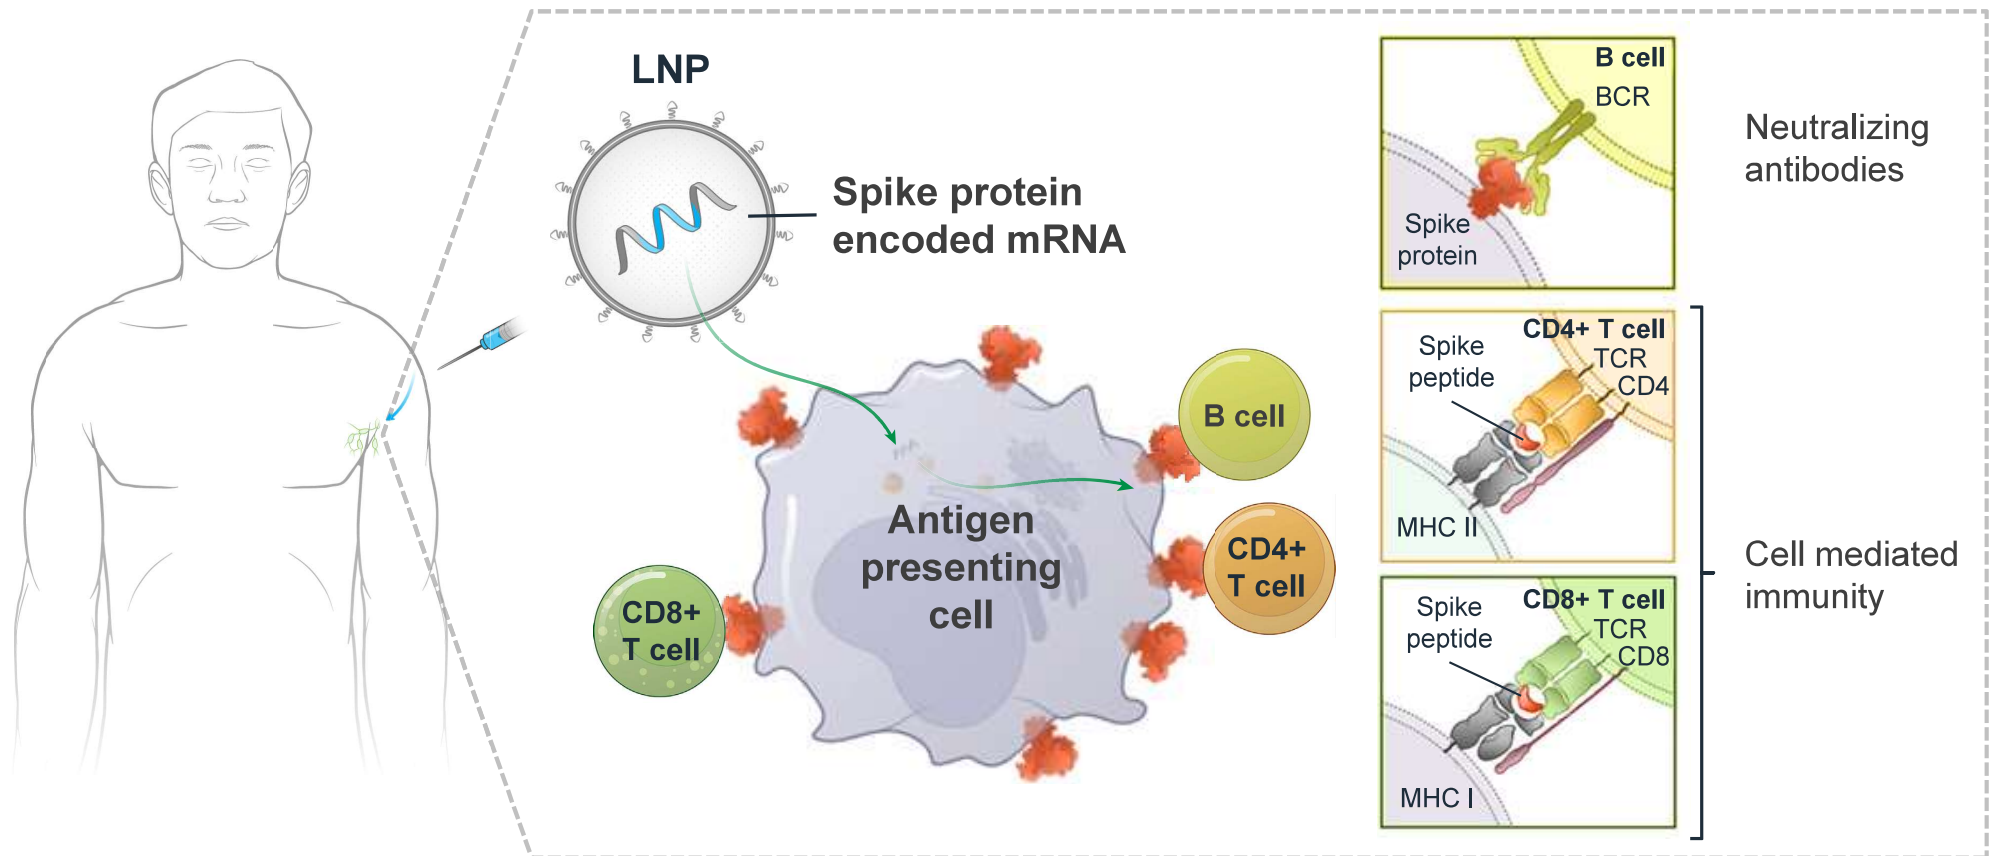 LNP
Spike protein
encoded mRNA
Antigen
presenting
cell
B cell
CD4+
T cell
CD8+
T cell
B cell
BCR
Spike
protein
Neutralizing
antibodies
CD4+ T cell
TCR
CD4
Spike
peptide
MHC II
CD8+ T cell
TCR
CD8
Spike
peptide
MHC I
Cell mediated
immunity